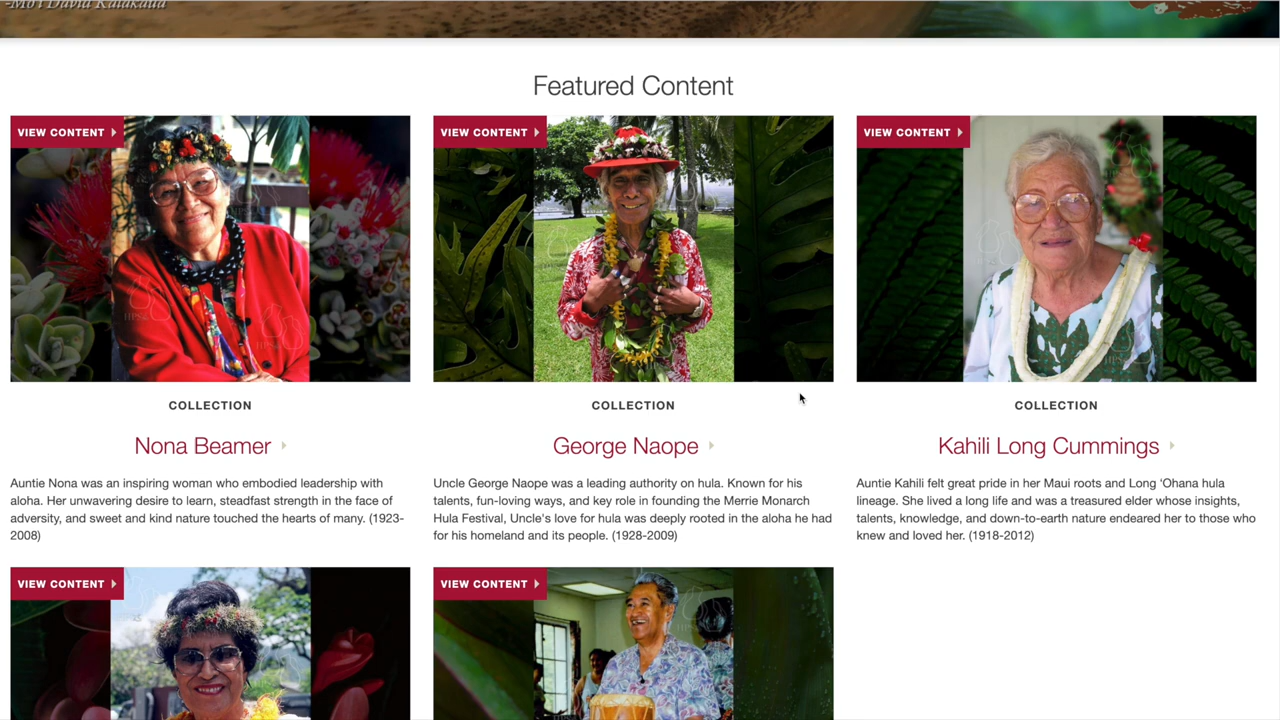 -Mō'ī David Kalākaua
Featured Content
VIEW CONTENT
VIEW CONTENT
VIEW CONTENT
COLLECTION
COLLECTION
COLLECTION
Nona Beamer
George Naope
Kahili Long Cummings
Auntie Nona was an inspiring woman who embodied leadership with
aloha. Her unwavering desire to learn, steadfast strength in the face of
adversity, and sweet and kind nature touched the hearts of many. (1923-
2008)
Uncle George Naope was a leading authority on hula. Known for his
talents, fun-loving ways, and key role in founding the Merrie Monarch
Hula Festival, Uncle's love for hula was deeply rooted in the aloha he had
for his homeland and its people. (1928-2009)
Auntie Kahili felt great pride in her Maui roots and Long ‘Ohana hula
lineage. She lived a long life and was a treasured elder whose insights,
talents, knowledge, and down-to-earth nature endeared her to those who
knew and loved her. (1918-2012)
VIEW CONTENT
VIEW CONTENT